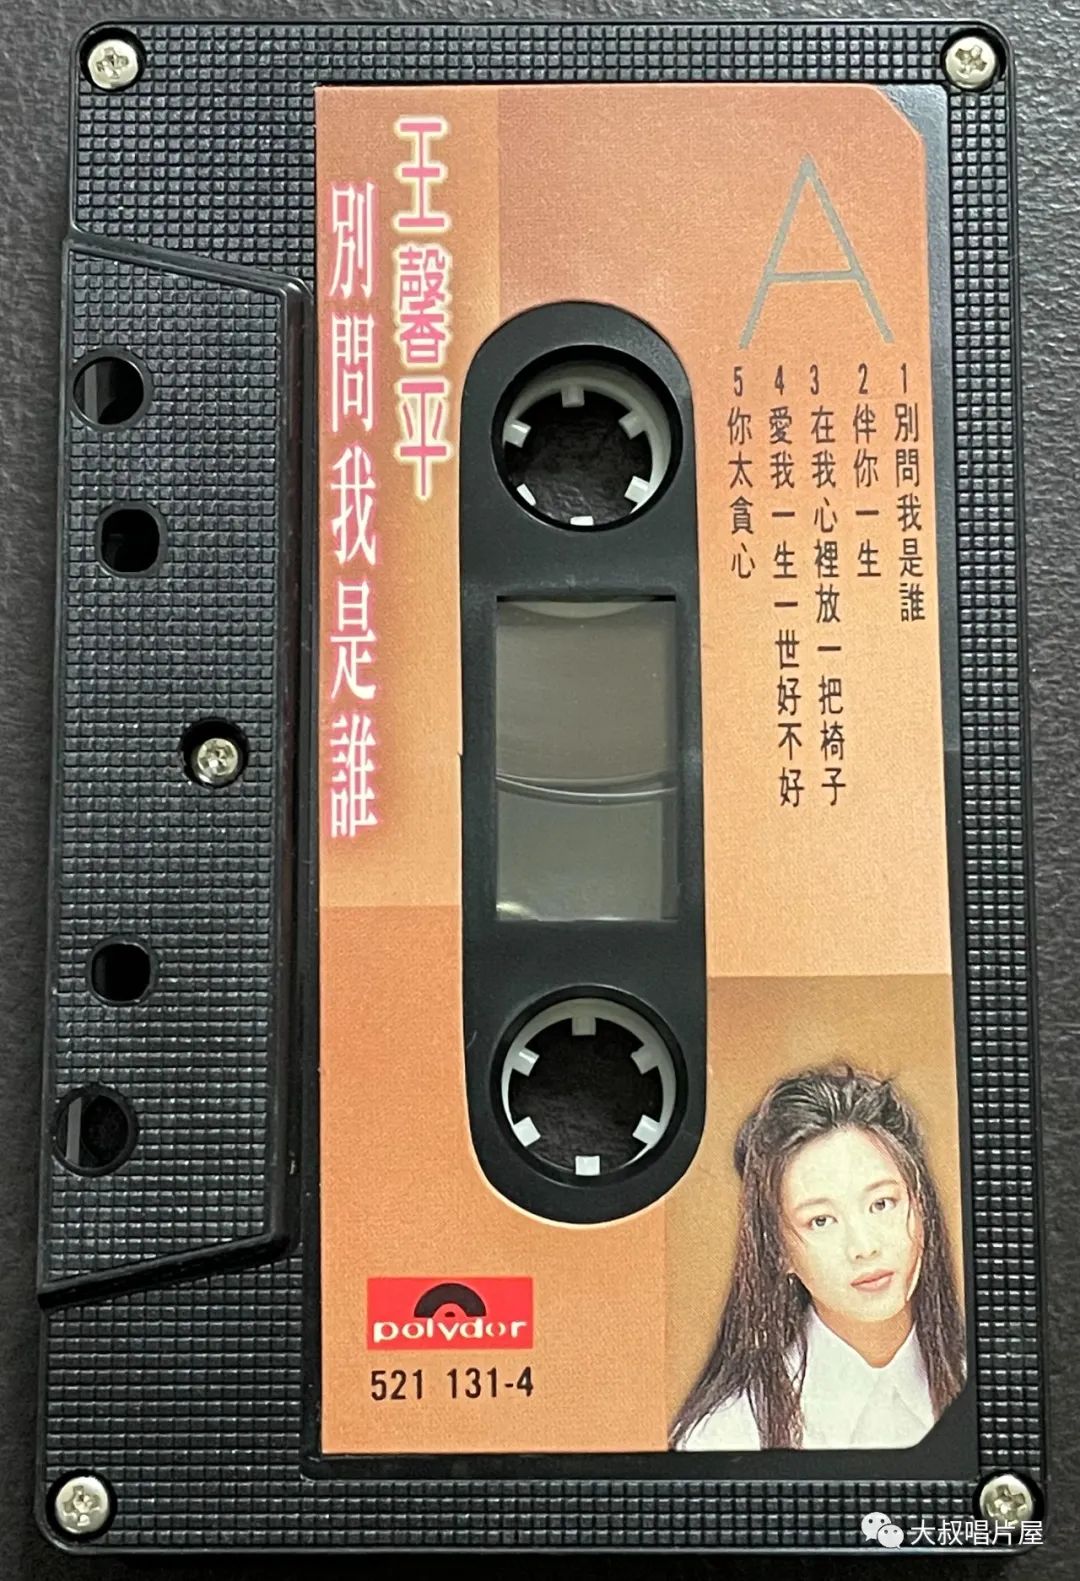 王馨平
別問我是誰
A
1 別問我是誰
2 伴你一生
3 在我心裡放一把椅子
4 愛我一生一世好不好
5 你太貪心
polydor
521 131-4
大叔唱片屋